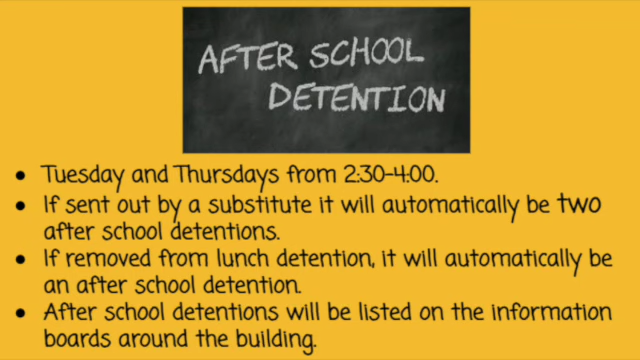 AFTER SCHOOL
DETENTION
• Tuesday and Thursdays from 2:30-4:00.
• If sent out by a substitute it will automatically be two
after school detentions.
• If removed from lunch detention, it will automatically be
an after school detention.
• After school detentions will be listed on the information
boards around the building.